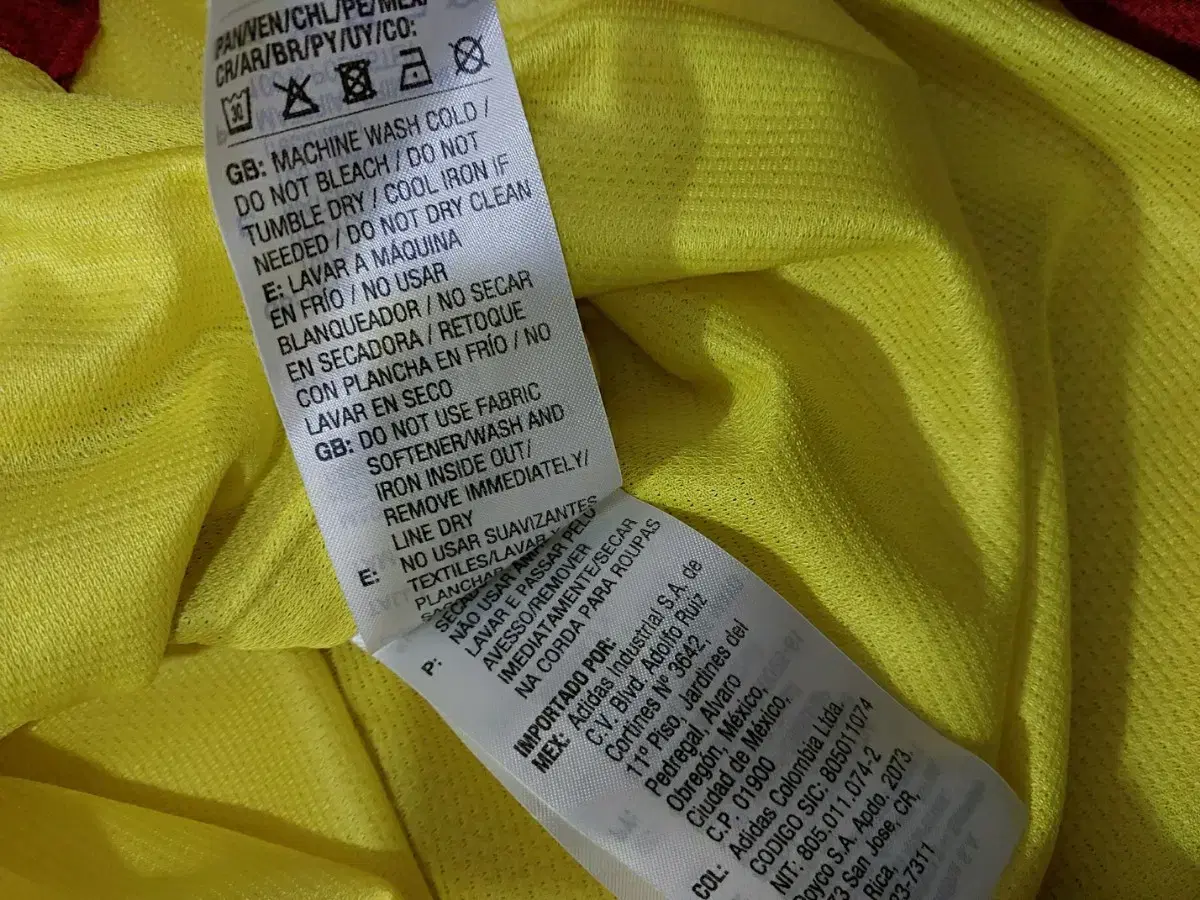 PAN/VEN/CHL/PE/MEX/
CR/AR/BR/PY/UY/CO:
30
GB: MACHINE WASH COLD /
DO NOT BLEACH / DO NOT
TUMBLE DRY / COOL IRON IF
NEEDED / DO NOT DRY CLEAN
E: LAVAR A MÁQUINA
EN FRÍO / NO USAR
BLANQUEADOR / NO SECAR
EN SECADORA / RETOQUE
CON PLANCHA EN FRÍO / NO
LAVAR EN SECO
GB: DO NOT USE FABRIC
SOFTENER/WASH AND
IRON INSIDE OUT/
REMOVE IMMEDIATELY/
LINE DRY
E: NO USAR SUAVIZANTES
TEXTILES/LAVAR
PLANCHAR
P: NÃO USAR
LAVAR E PASSAR PELO
AVESSO/REMOVER
IMEDIATAMENTE/SECAR
NA CORDA PARA ROUPAS
IMPORTADO POR:
MEX: Adidas Industrial S.A. de
C.V. Blvd. Adolfo Ruiz
Cortines Nº 3642.
11º Piso, Jardines del
Pedregal, Alvaro
Obregón, México,
Ciudad de México,
C.P. 01900
COL: Adidas Colombia Ltda.
CODIGO SIC: 805011074
NIT: 805.011.074-2
S.A. Apdo. 2073.
San Jose, CR,
Rica,
23-7311